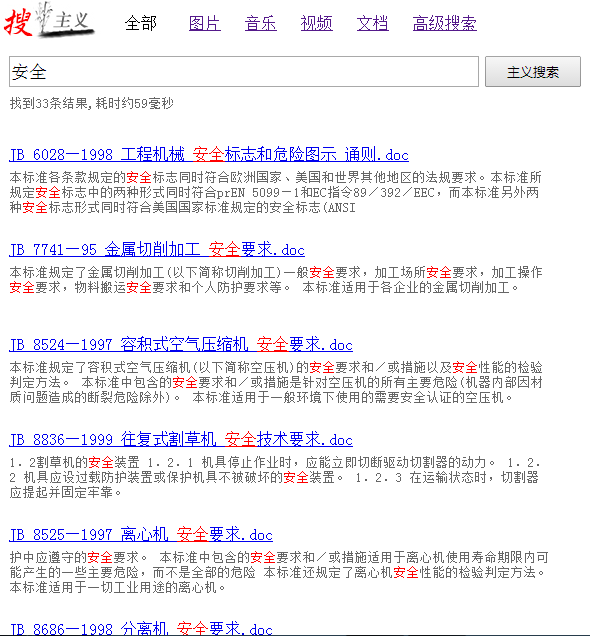 搜 主义 全部 图片 音乐 视频 文档 高级搜索
安全 主义搜索
找到33条结果,耗时约59毫秒
JB 6028—1998 工程机械 安全标志和危险图示 通则.doc
本标准各条款规定的安全标志同时符合欧洲国家、美国和世界其他地区的法规要求。本标准所
规定安全标志中的两种形式同时符合prEN 5099－1和EC指令89／392／EEC，而本标准另外两
种安全标志形式同时符合美国国家标准规定的安全标志(ANSI
JB 7741—95 金属切削加工 安全要求.doc
本标准规定了金属切削加工(以下简称切削加工)一般安全要求，加工场所安全要求，加工操作
安全要求，物料搬运安全要求和个人防护要求等。 本标准适用于各企业的金属切削加工。
JB 8524—1997 容积式空气压缩机 安全要求.doc
本标准规定了容积式空气压缩机(以下简称空压机)的安全要求和／或措施以及安全性能的检验
判定方法。 本标准中包含的安全要求和／或措施是针对空压机的所有主要危险(机器内部因材
质问题造成的断裂危险除外)。 本标准适用于一般环境下使用的需要安全认证的空压机。
JB 8836—1999 往复式割草机 安全技术要求.doc
1．2割草机的安全装置 1．2．1 机具停止作业时，应能立即切断驱动切割器的动力。 1．2．
2 机具应设过载防护装置或保护机具不被破坏的安全装置。 1．2．3 在运输状态时，切割器
应提起并固定牢靠。
JB 8525—1997 离心机 安全要求.doc
护中应遵守的安全要求。 本标准中包含的安全要求和／或措施适用于离心机使用寿命期限内可
能产生的一些主要危险，而不是全部的危险 本标准还规定了离心机安全性能的检验判定方法。
本标准适用于一切工业用途的离心机。
JB 8686—1998 分离机 安全要求.doc